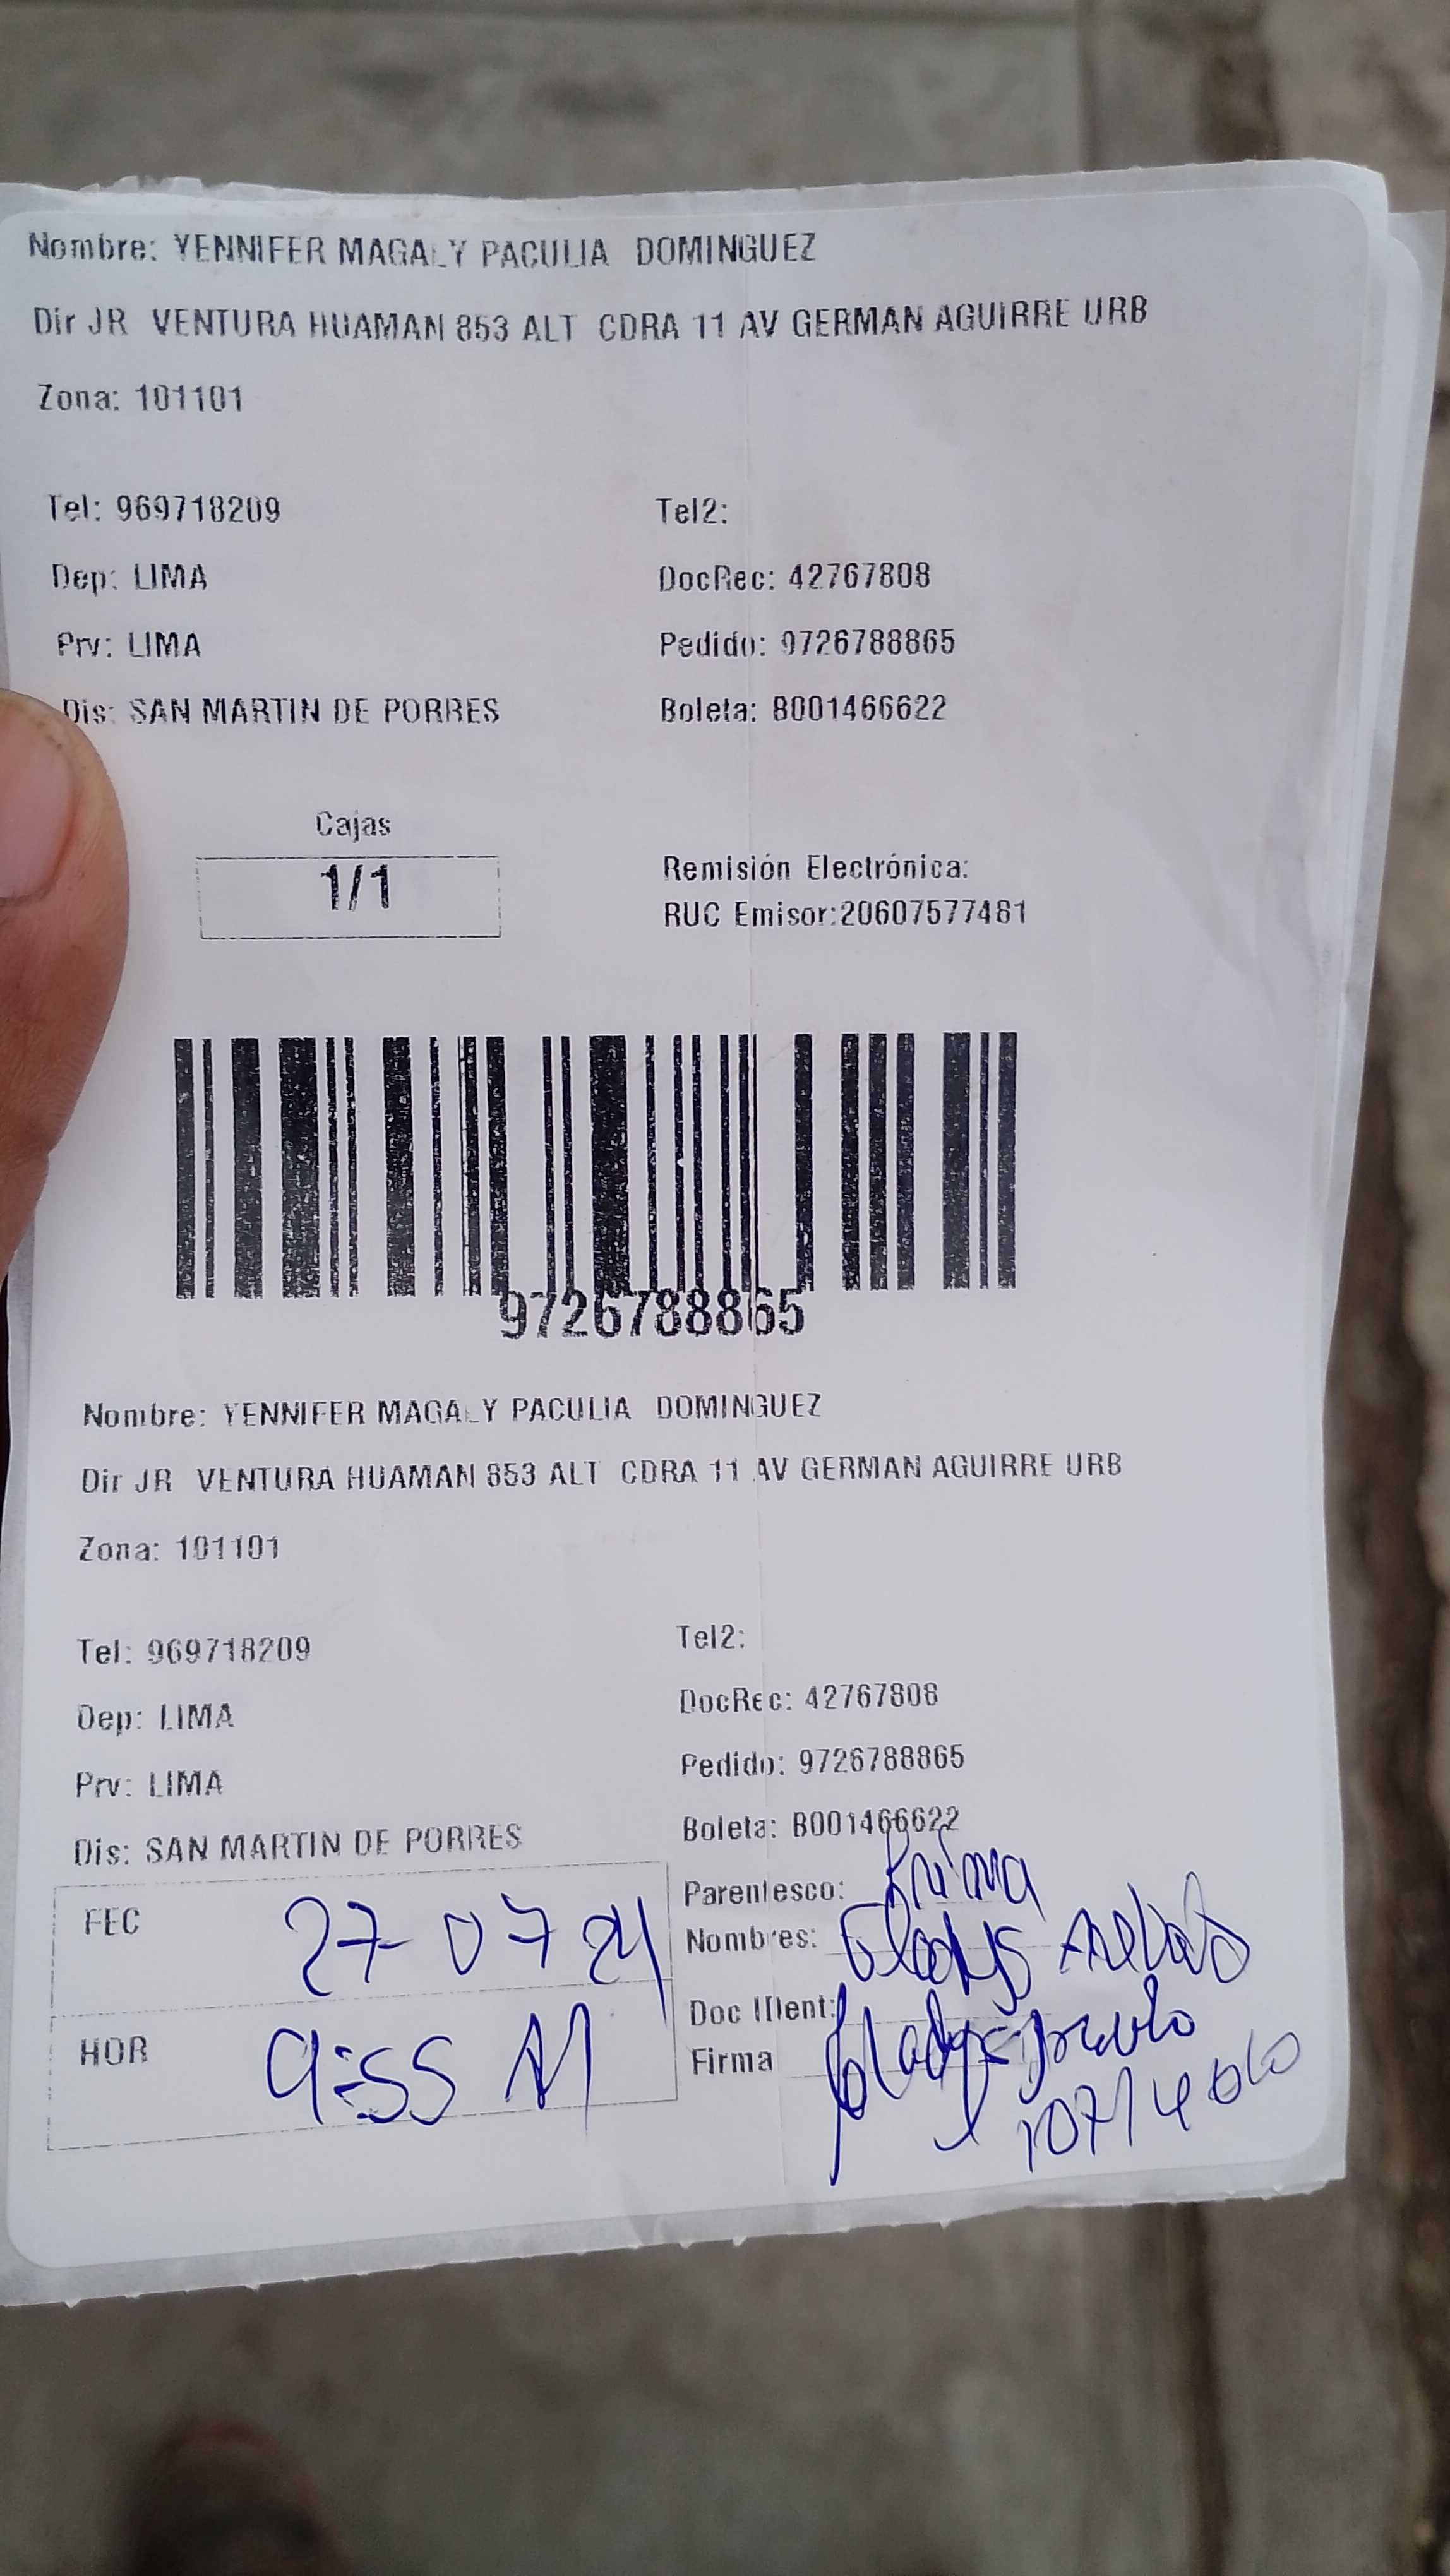 Nombre: YENNIFER MAGALY PACULIA DOMINGUEZ
Dir JR VENTURA HUAMAN 853 ALT CDRA 11 AV GERMAN AGUIRRE URB
Zona: 101101
Tel: 969718209 Tel2:
Dep: LIMA DocRec: 42767808
Prv: LIMA Pedido: 9726788865
Dis: SAN MARTIN DE PORRES Boleta: B001466622
Cajas
1/1
Remisión Electrónica:
RUC Emisor:20607577481
9726788865
Nombre: YENNIFER MAGALY PACULIA DOMINGUEZ
Dir JR VENTURA HUAMAN 853 ALT CDRA 11 AV GERMAN AGUIRRE URB
Zona: 101101
Tel: 969718209 Tel2:
Dep: LIMA DocRec: 42767808
Prv: LIMA Pedido: 9726788865
Dis: SAN MARTIN DE PORRES Boleta: B001466622
FEC 27-07 21
HOR 9:55
Parentesco: Prima
Nombres: Gladys
Doc Ident:
Firma